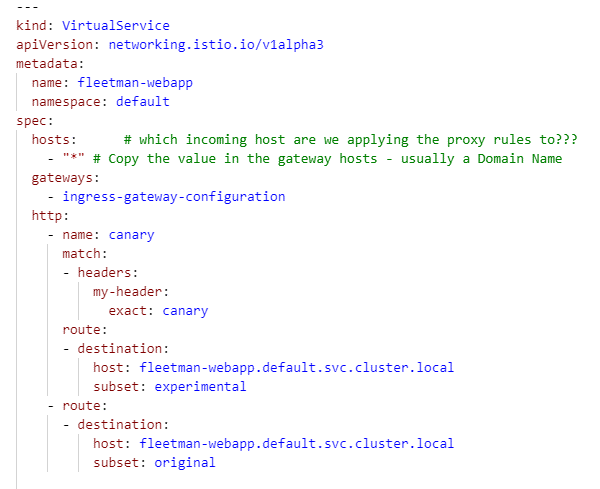 ---
kind: VirtualService
apiVersion: networking.istio.io/v1alpha3
metadata:
  name: fleetman-webapp
  namespace: default
spec:
  hosts:      # which incoming host are we applying the proxy rules to???
    - "*" # Copy the value in the gateway hosts - usually a Domain Name
  gateways:
    - ingress-gateway-configuration
  http:
    - name: canary
      match:
      - headers:
          my-header:
            exact: canary
      route:
      - destination:
          host: fleetman-webapp.default.svc.cluster.local
          subset: experimental
    - route:
      - destination:
          host: fleetman-webapp.default.svc.cluster.local
          subset: original